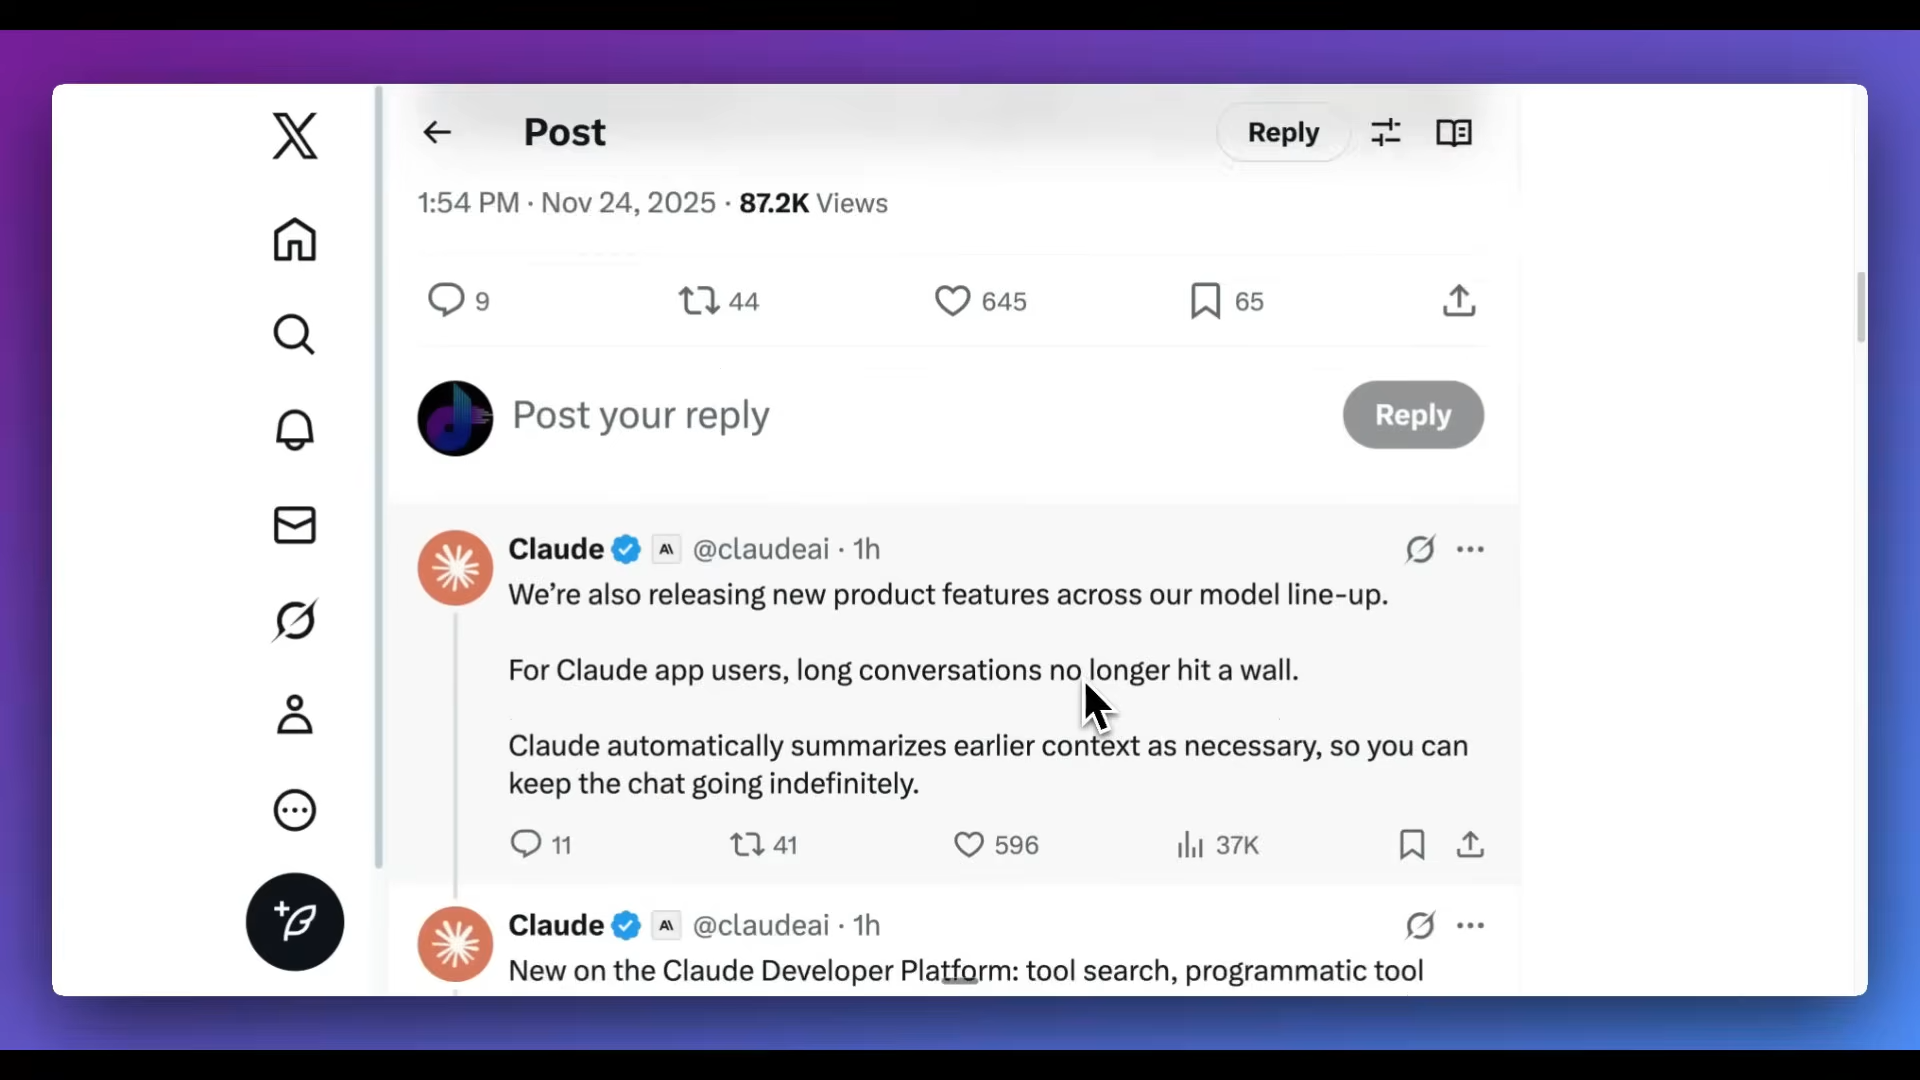 Post
Reply
1:54 PM · Nov 24, 2025 · 87.2K Views
9
44
645
65
Post your reply
Reply
Claude @claudeai · 1h
We're also releasing new product features across our model line-up.
For Claude app users, long conversations no longer hit a wall.
Claude automatically summarizes earlier context as necessary, so you can
keep the chat going indefinitely.
11
41
596
37K
Claude @claudeai · 1h
New on the Claude Developer Platform: tool search, programmatic tool